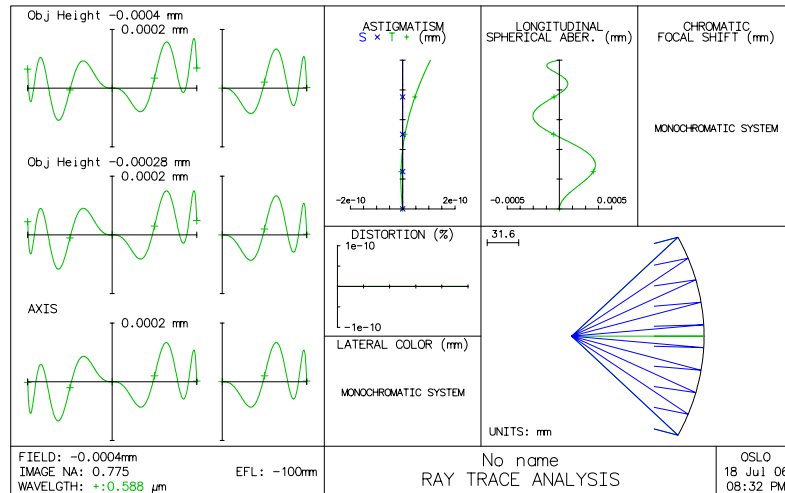 Obj Height -0.0004 mm
0.0002 mm
Obj Height -0.00028 mm
0.0002 mm
AXIS
0.0002 mm
ASTIGMATISM
S × T + (mm)
-2e-10
2e-10
LONGITUDINAL
SPHERICAL ABER. (mm)
-0.0005
0.0005
CHROMATIC
FOCAL SHIFT (mm)
MONOCHROMATIC SYSTEM
DISTORTION (%)
1e-10
-1e-10
LATERAL COLOR (mm)
MONOCHROMATIC SYSTEM
31.6
UNITS: mm
FIELD: -0.0004mm
IMAGE NA: 0.775
EFL: -100mm
WAVELGTH: +:0.588 µm
No name
RAY TRACE ANALYSIS
OSLO
18 Jul 06
08:32 PM